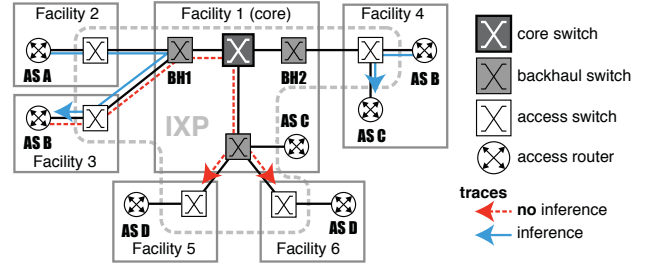 Facility 2
Facility 1 (core)
Facility 4
AS A
BH1
BH2
AS B
AS B
IXP
AS C
AS C
Facility 3
AS D
AS D
Facility 5
Facility 6
core switch
backhaul switch
access switch
access router
traces
no inference
inference